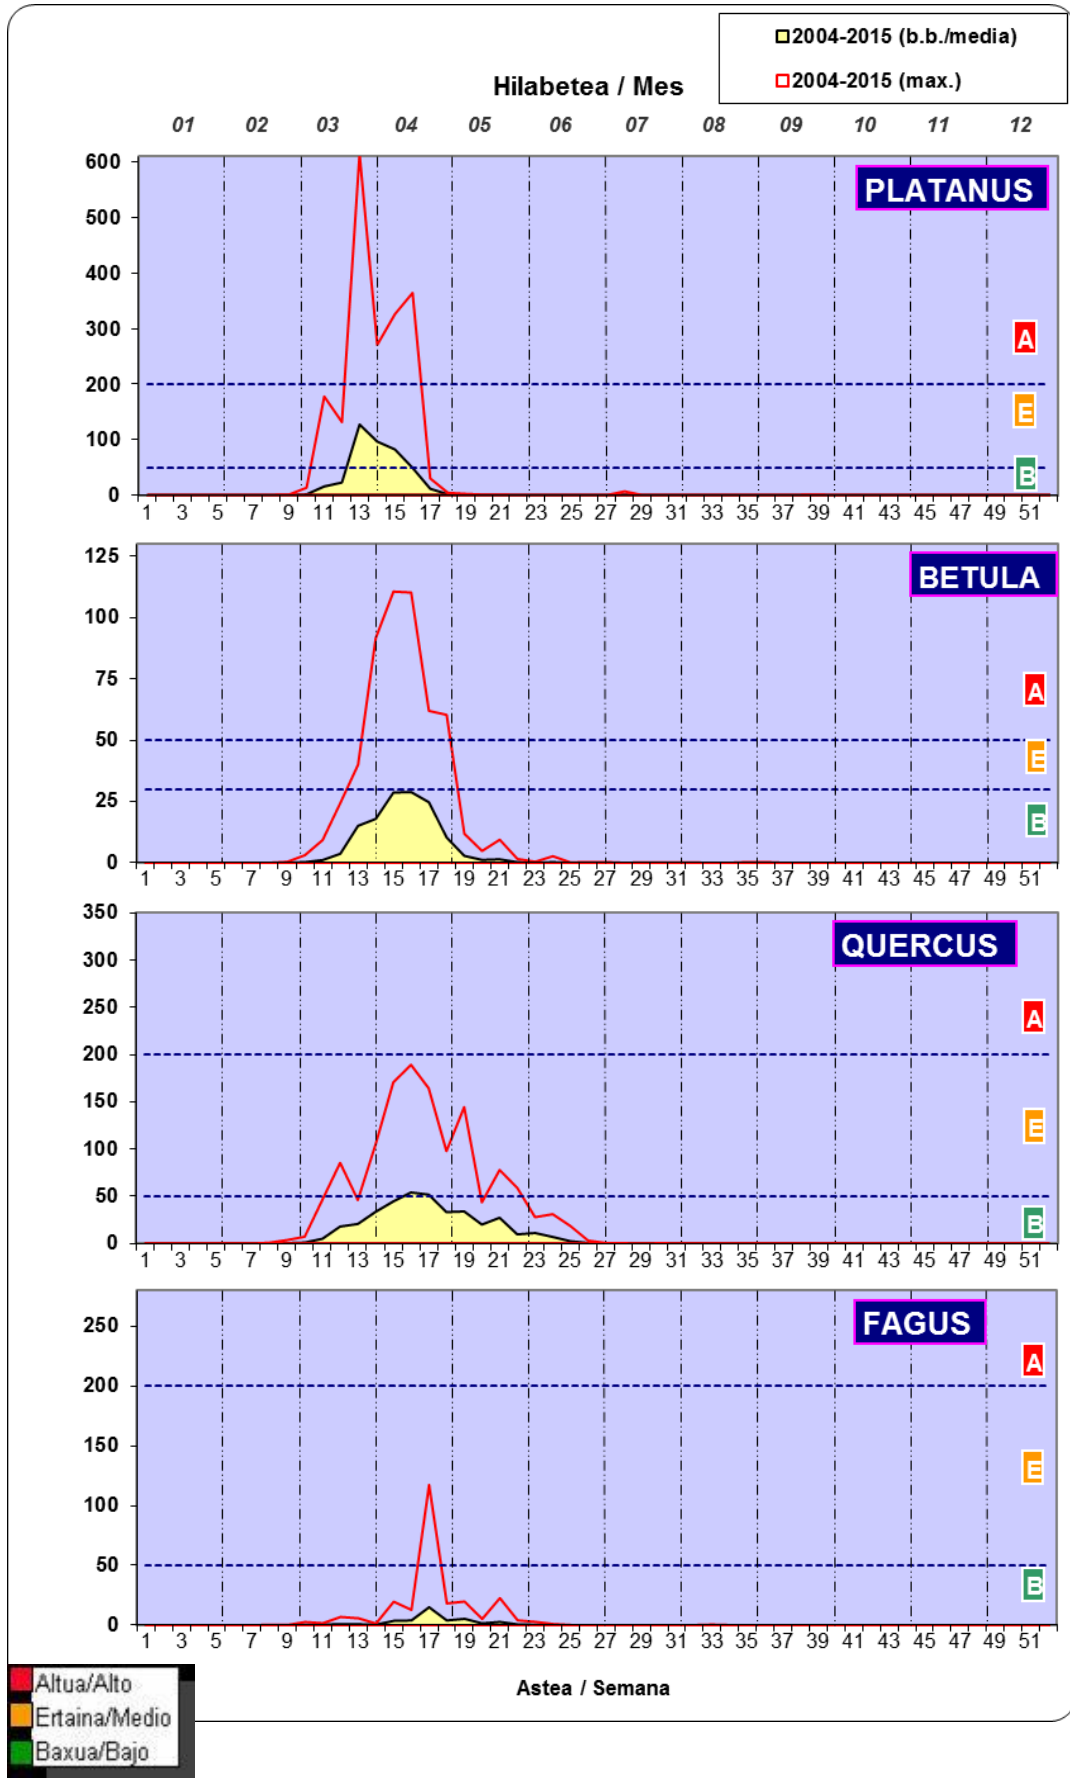 2004-2015 (b.b./media)
2004-2015 (max.)
Hilabetea / Mes
01 02 03 04 05 06 07 08 09 10 11 12
PLATANUS
600
500
400
300
200
100
0
A
E
B
1 3 5 7 9 11 13 15 17 19 21 23 25 27 29 31 33 35 37 39 41 43 45 47 49 51
BETULA
125
100
75
50
25
0
A
E
B
1 3 5 7 9 11 13 15 17 19 21 23 25 27 29 31 33 35 37 39 41 43 45 47 49 51
QUERCUS
350
300
250
200
150
100
50
0
A
E
B
1 3 5 7 9 11 13 15 17 19 21 23 25 27 29 31 33 35 37 39 41 43 45 47 49 51
FAGUS
250
200
150
100
50
0
A
E
B
1 3 5 7 9 11 13 15 17 19 21 23 25 27 29 31 33 35 37 39 41 43 45 47 49 51
Astea / Semana
Altua/Alto
Ertaina/Medio
Baxua/Bajo